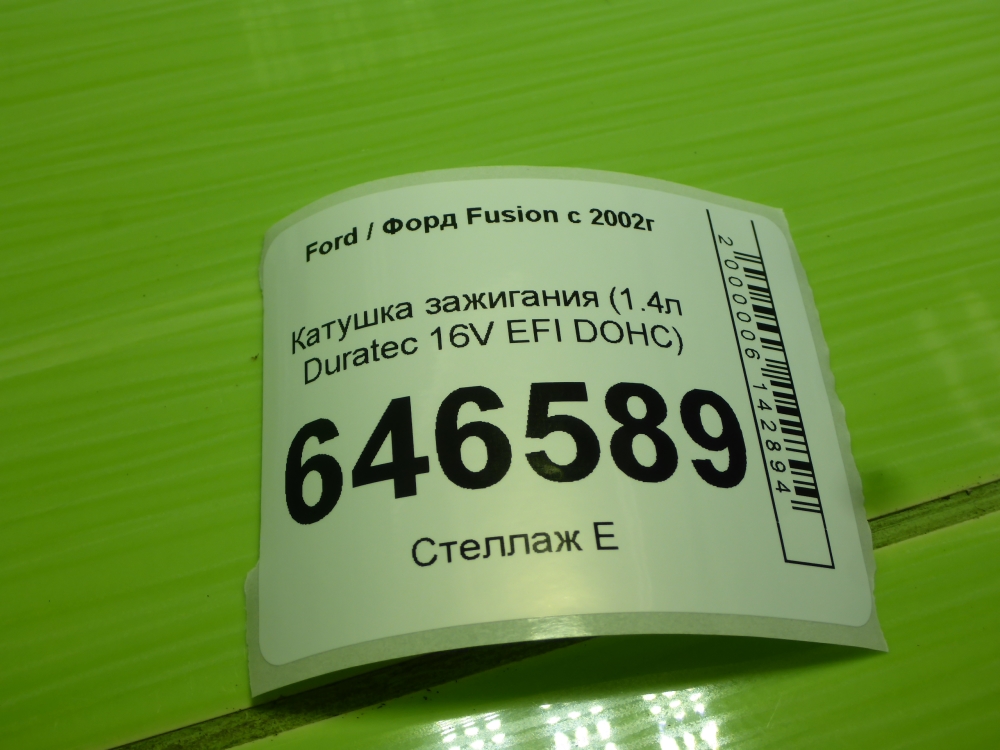 Ford / Форд Fusion с 2002г
Катушка зажигания (1.4л
Duratec 16V EFI DOHC)
646589
Стеллаж E
2000006142894